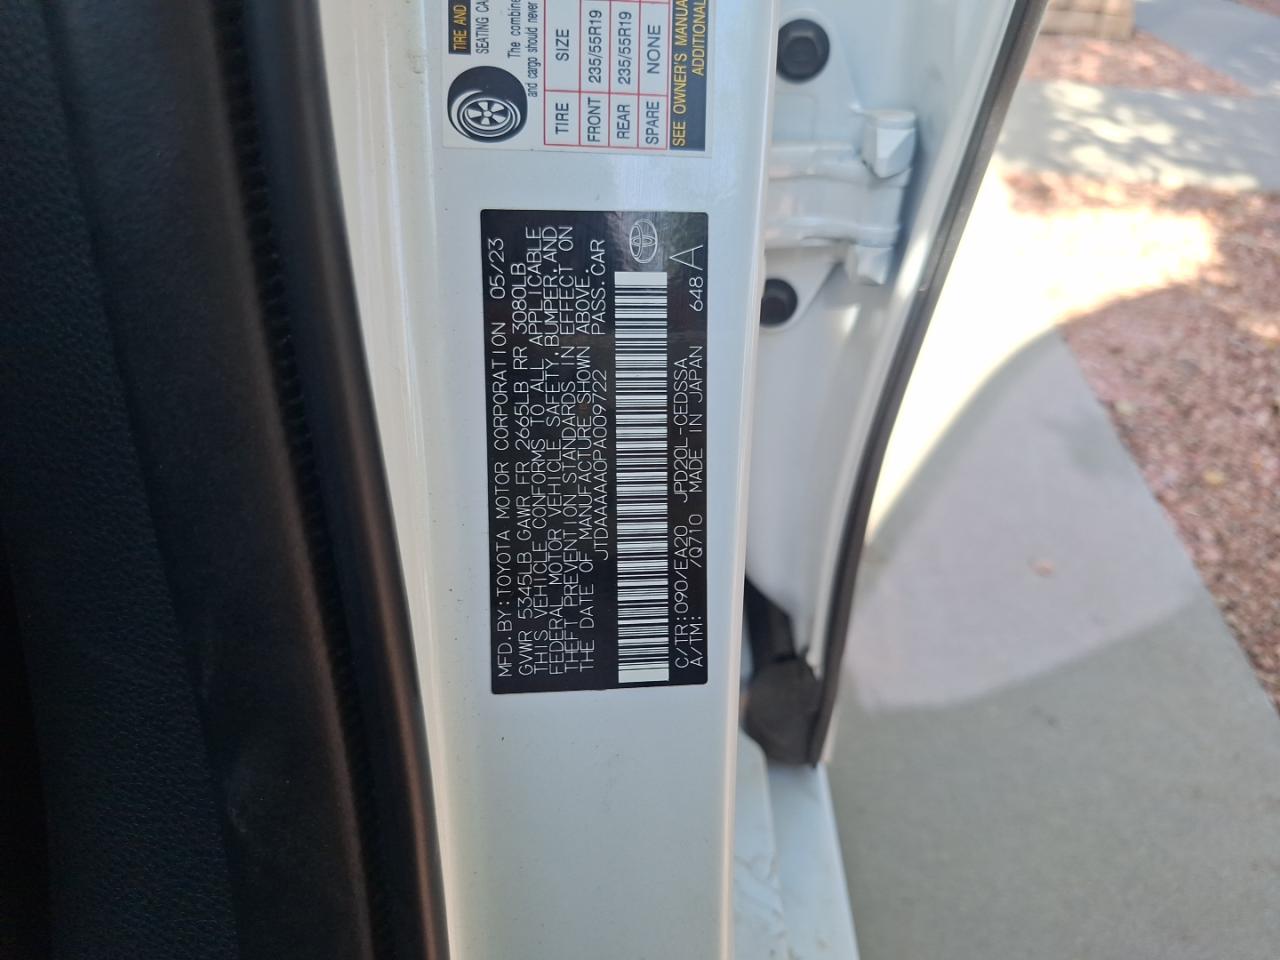 TIRE AND
SEATING CA
The combine
and cargo should never
TIRE SIZE
FRONT 235/55R19
REAR 235/55R19
SPARE NONE
SEE OWNER'S MANUA
ADDITIONAL
MFD.BY:TOYOTA MOTOR CORPORATION 05/23
GVWR 5345LB GAWR FR 2665LB RR 3080LB
THIS VEHICLE CONFORMS TO ALL APPLICABLE
FEDERAL MOTOR VEHICLE SAFETY,BUMPER,AND
THEFT PREVENTION STANDARDS IN EFFECT ON
THE DATE OF MANUFACTURE SHOWN ABOVE.
JTDAAAAA0PA009722 PASS.CAR
C/TR:090/EA20 JPD20L-CEDSSA 648A
A/TM: /Q710 MADE IN JAPAN